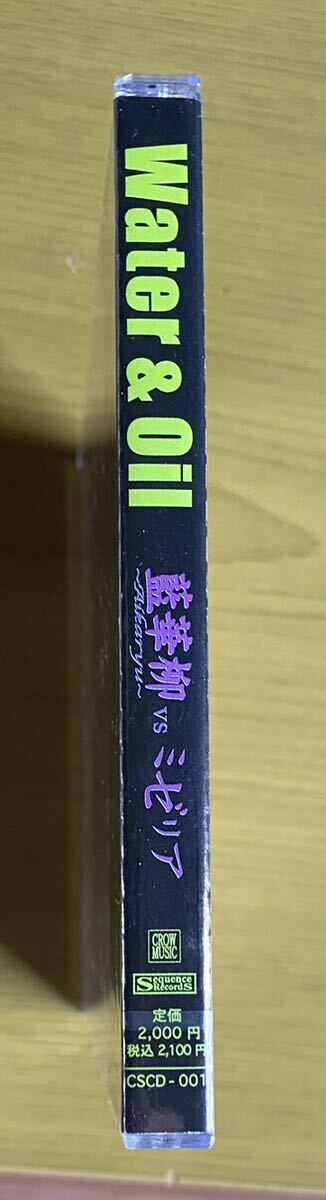 Water & Oil
藍華柳 vs ミゼリア
~Aikaryu~
CROW MUSIC
Sequence RecordS
定価
2,000円
税込2,100円
CSCD-001